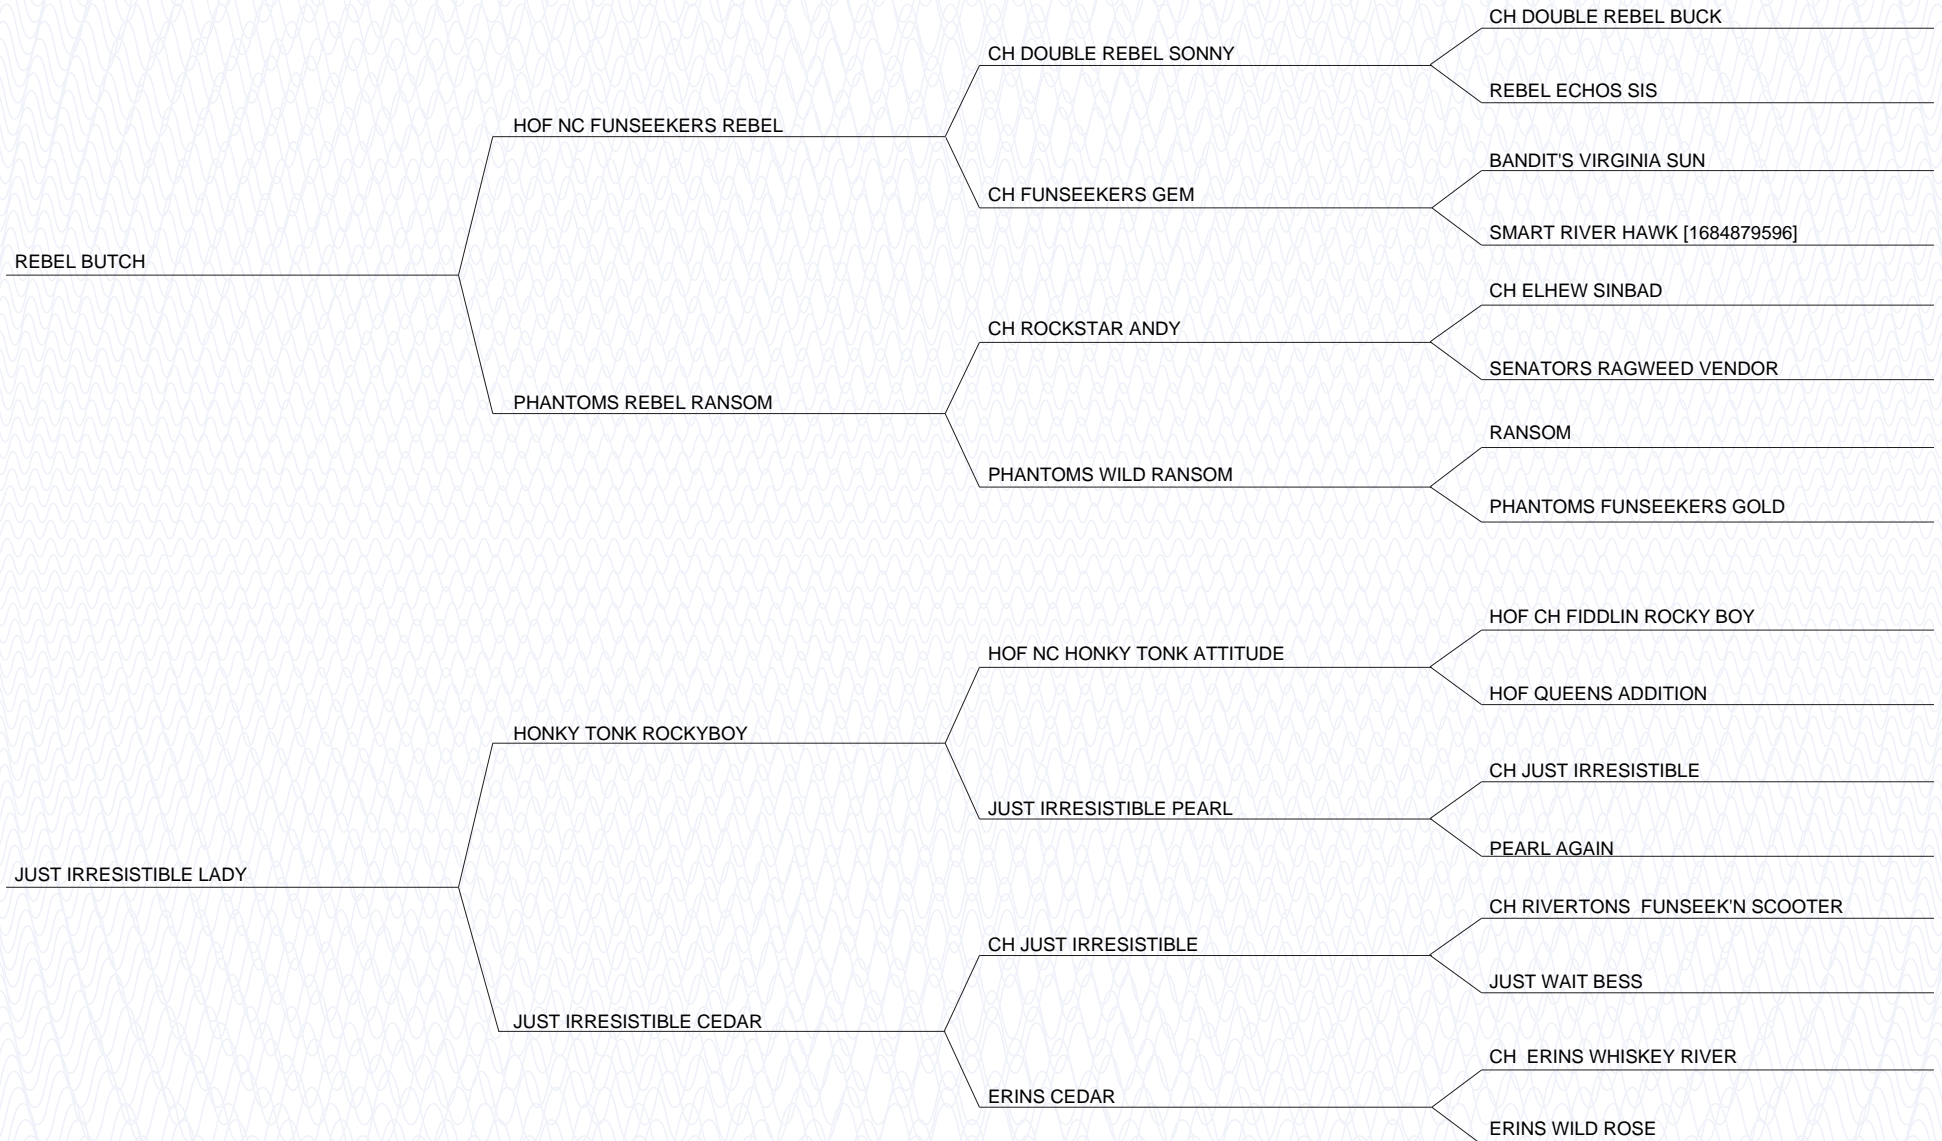 CH DOUBLE REBEL BUCK
CH DOUBLE REBEL SONNY
REBEL ECHOS SIS
HOF NC FUNSEEKERS REBEL
BANDIT'S VIRGINIA SUN
CH FUNSEEKERS GEM
SMART RIVER HAWK [1684879596]
REBEL BUTCH
CH ELHEW SINBAD
CH ROCKSTAR ANDY
SENATORS RAGWEED VENDOR
PHANTOMS REBEL RANSOM
RANSOM
PHANTOMS WILD RANSOM
PHANTOMS FUNSEEKERS GOLD
HOF CH FIDDLIN ROCKY BOY
HOF NC HONKY TONK ATTITUDE
HOF QUEENS ADDITION
HONKY TONK ROCKYBOY
CH JUST IRRESISTIBLE
JUST IRRESISTIBLE PEARL
PEARL AGAIN
JUST IRRESISTIBLE LADY
CH RIVERTONS  FUNSEEK'N SCOOTER
CH JUST IRRESISTIBLE
JUST WAIT BESS
JUST IRRESISTIBLE CEDAR
CH  ERINS WHISKEY RIVER
ERINS CEDAR
ERINS WILD ROSE